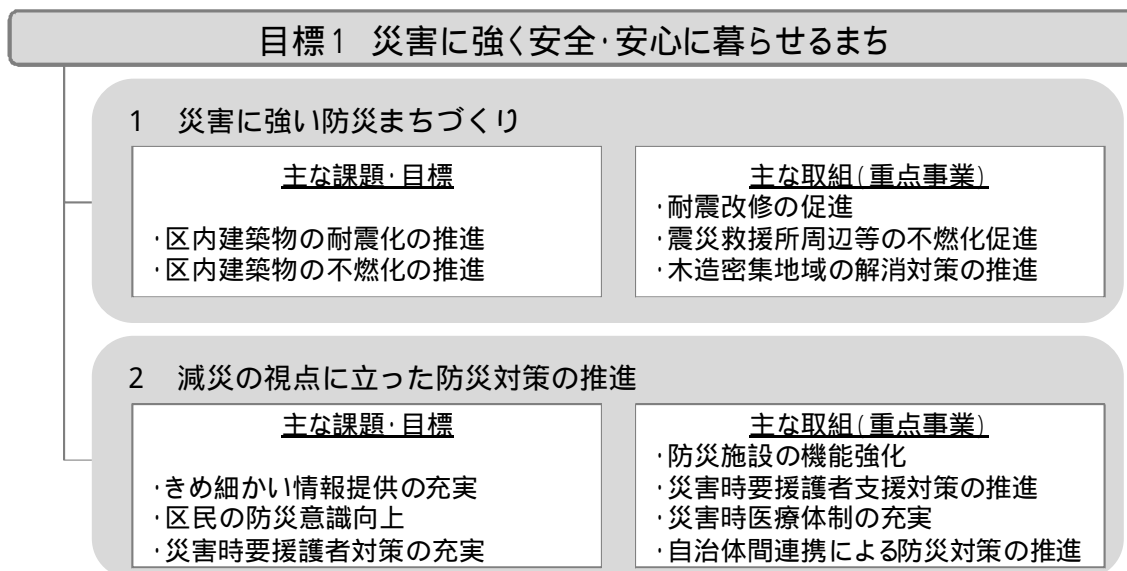 目標1 災害に強く安全･安心に暮らせるまち
1 災害に強い防災まちづくり
主な課題･目標
･区内建築物の耐震化の推進
･区内建築物の不燃化の推進
主な取組(重点事業)
･耐震改修の促進
･震災救援所周辺等の不燃化促進
･木造密集地域の解消対策の推進
2 減災の視点に立った防災対策の推進
主な課題･目標
･きめ細かい情報提供の充実
･区民の防災意識向上
･災害時要援護者対策の充実
主な取組(重点事業)
･防災施設の機能強化
･災害時要援護者支援対策の推進
･災害時医療体制の充実
･自治体間連携による防災対策の推進